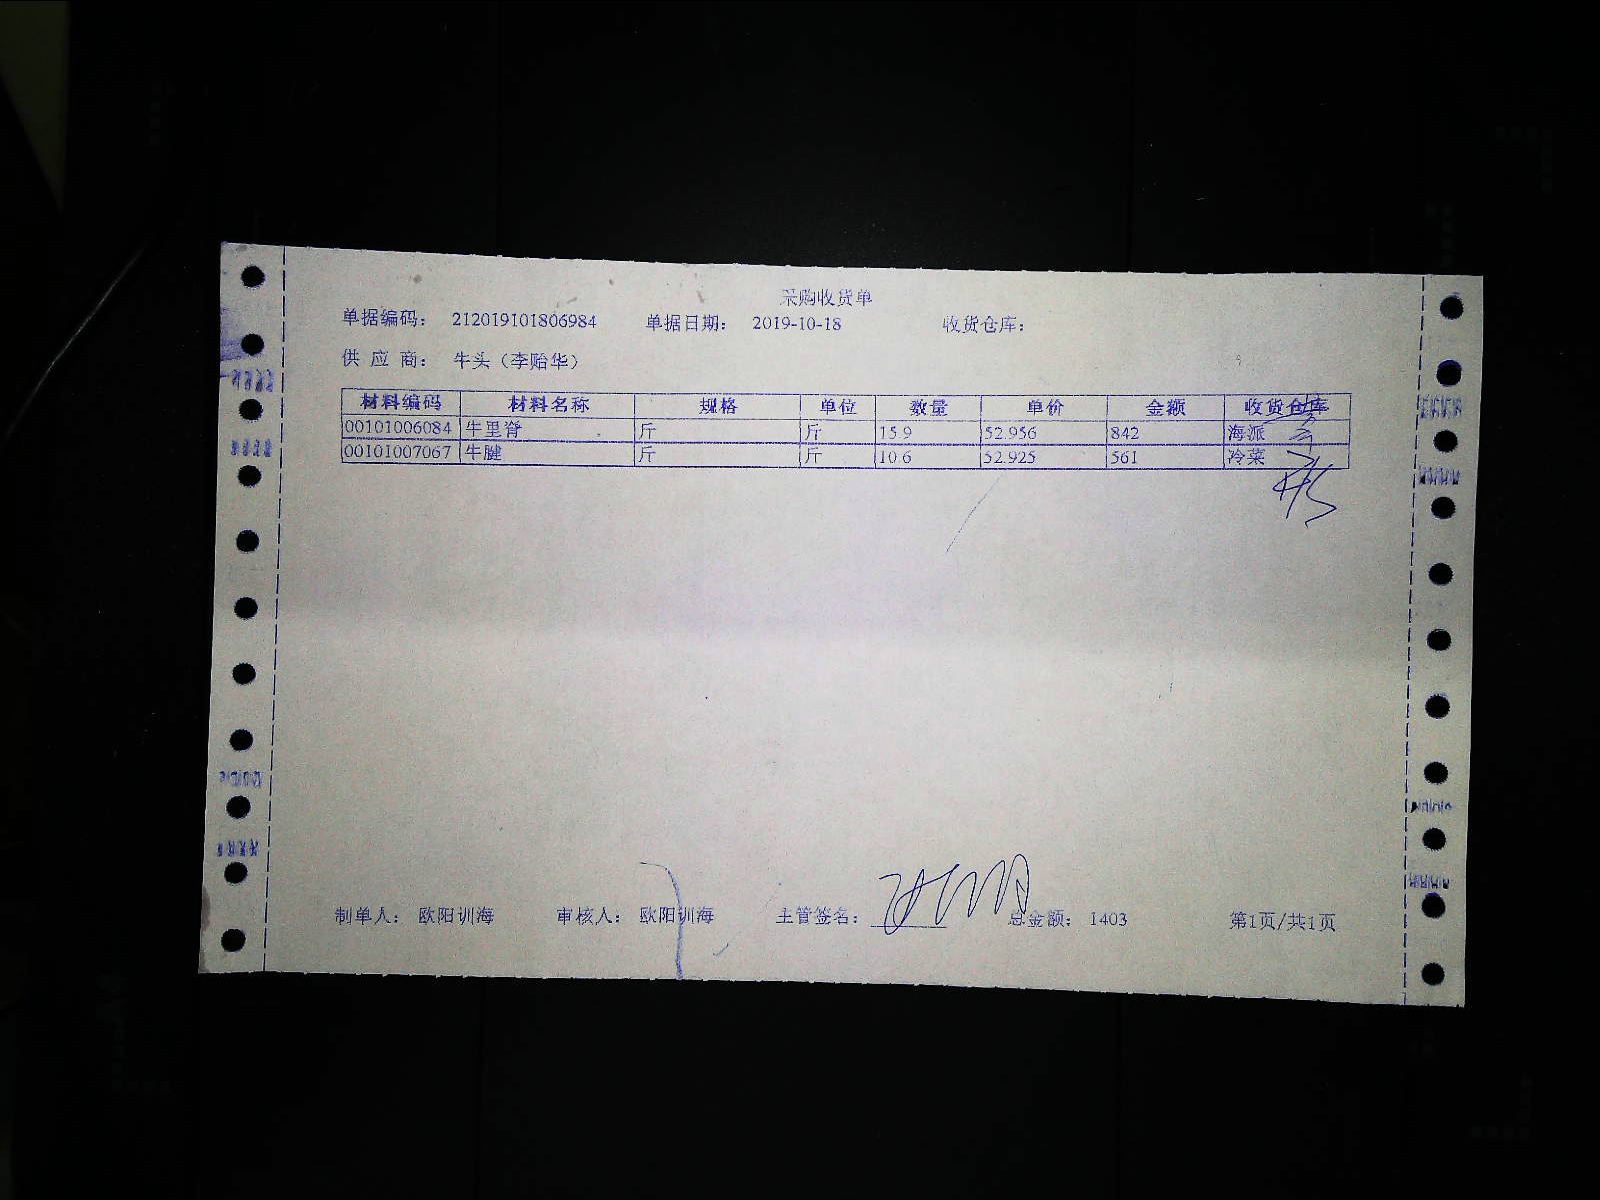 采购收货单
单据编码： 212019101806984 单据日期： 2019-10-18 收货仓库：
供 应 商： 牛头（李贻华）
材料编码 材料名称 规格 单位 数量 单价 金额 收货仓库
00101006084 牛里脊 斤 斤 15.9 52.956 842 海派
00101007067 牛腱 斤 斤 10.6 52.925 561 冷菜
制单人： 欧阳训海 审核人： 欧阳训海 主管签名： 总金额： 1403 第1页/共1页